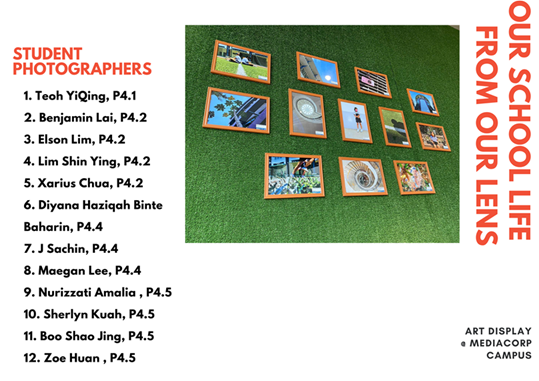 STUDENT
PHOTOGRAPHERS
1. Teoh YiQing, P4.1
2. Benjamin Lai, P4.2
3. Elson Lim, P4.2
4. Lim Shin Ying, P4.2
5. Xarius Chua, P4.2
6. Diyana Haziqah Binte
Baharin, P4.4
7. J Sachin, P4.4
8. Maegan Lee, P4.4
9. Nurizzati Amalia , P4.5
10. Sherlyn Kuah, P4.5
11. Boo Shao Jing, P4.5
12. Zoe Huan , P4.5
OUR SCHOOL LIFE
FROM OUR LENS
ART DISPLAY
@ MEDIACORP
CAMPUS